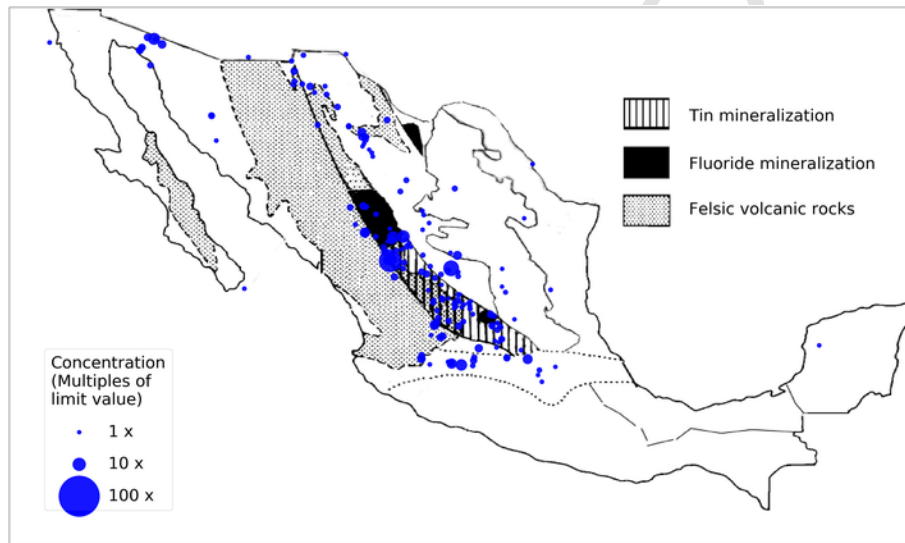 Tin mineralization
Fluoride mineralization
Felsic volcanic rocks
Concentration
(Multiples of
limit value)
1 x
10 x
100 x